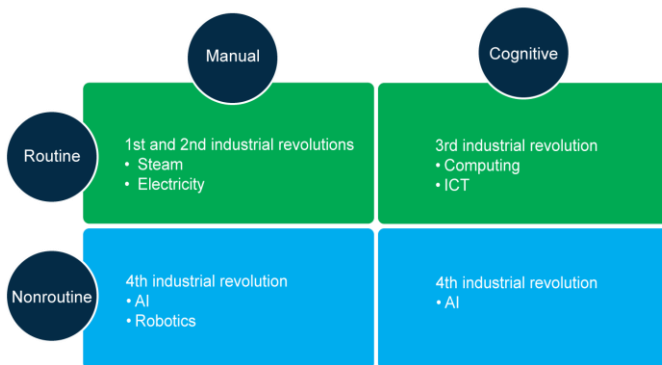 Manual
Cognitive
Routine
1st and 2nd industrial revolutions
• Steam
• Electricity
3rd industrial revolution
• Computing
• ICT
Nonroutine
4th industrial revolution
• AI
• Robotics
4th industrial revolution
• AI